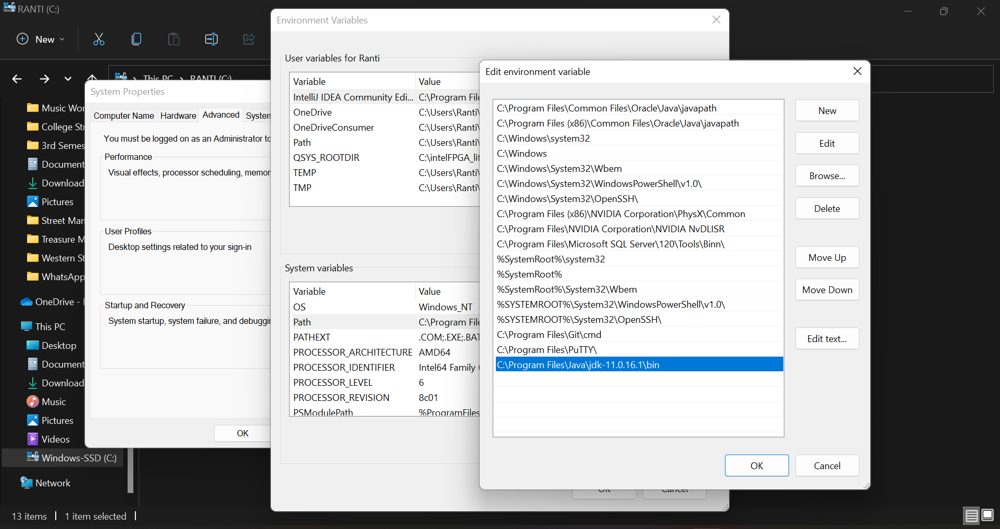 RANTI (C:)
New
This PC > RANTI (C:)
Music Wor
College Str
3rd Semes
Document
Download
Pictures
Street Man
Treasure M
Western St
WhatsApp
OneDrive -
This PC
Desktop
Document
Download
Music
Pictures
Videos
Windows-SSD (C:)
Network
13 items
1 item selected
System Properties
Computer Name
Hardware
Advanced
System
You must be logged on as an Administrator to
Performance
Visual effects, processor scheduling, memor
User Profiles
Desktop settings related to your sign-in
Startup and Recovery
System startup, system failure, and debuggin
OK
Environment Variables
User variables for Ranti
Variable Value
IntelliJ IDEA Community Edi... C:\Program File
OneDrive C:\Users\Ranti\
OneDriveConsumer C:\Users\Ranti\
Path C:\Users\Ranti\
QSYS_ROOTDIR C:\intelFPGA_lit
TEMP C:\Users\Ranti\
TMP C:\Users\Ranti\
System variables
Variable Value
OS Windows_NT
Path C:\Program File
PATHEXT .COM;.EXE;.BAT
PROCESSOR_ARCHITECTURE AMD64
PROCESSOR_IDENTIFIER Intel64 Family
PROCESSOR_LEVEL 6
PROCESSOR_REVISION 8c01
PSModulePath %ProgramFiles
OK
Cancel
Edit environment variable
C:\Program Files\Common Files\Oracle\Java\javapath
C:\Program Files (x86)\Common Files\Oracle\Java\javapath
C:\Windows\system32
C:\Windows
C:\Windows\System32\Wbem
C:\Windows\System32\WindowsPowerShell\v1.0\
C:\Windows\System32\OpenSSH\
C:\Program Files (x86)\NVIDIA Corporation\PhysX\Common
C:\Program Files\NVIDIA Corporation\NVIDIA NvDLISR
C:\Program Files\Microsoft SQL Server\120\Tools\Binn\
%SystemRoot%\system32
%SystemRoot%
%SystemRoot%\System32\Wbem
%SYSTEMROOT%\System32\WindowsPowerShell\v1.0\
%SYSTEMROOT%\System32\OpenSSH\
C:\Program Files\Git\cmd
C:\Program Files\PuTTY\
C:\Program Files\Java\jdk-11.0.16.1\bin
New
Edit
Browse...
Delete
Move Up
Move Down
Edit text...
OK
Cancel